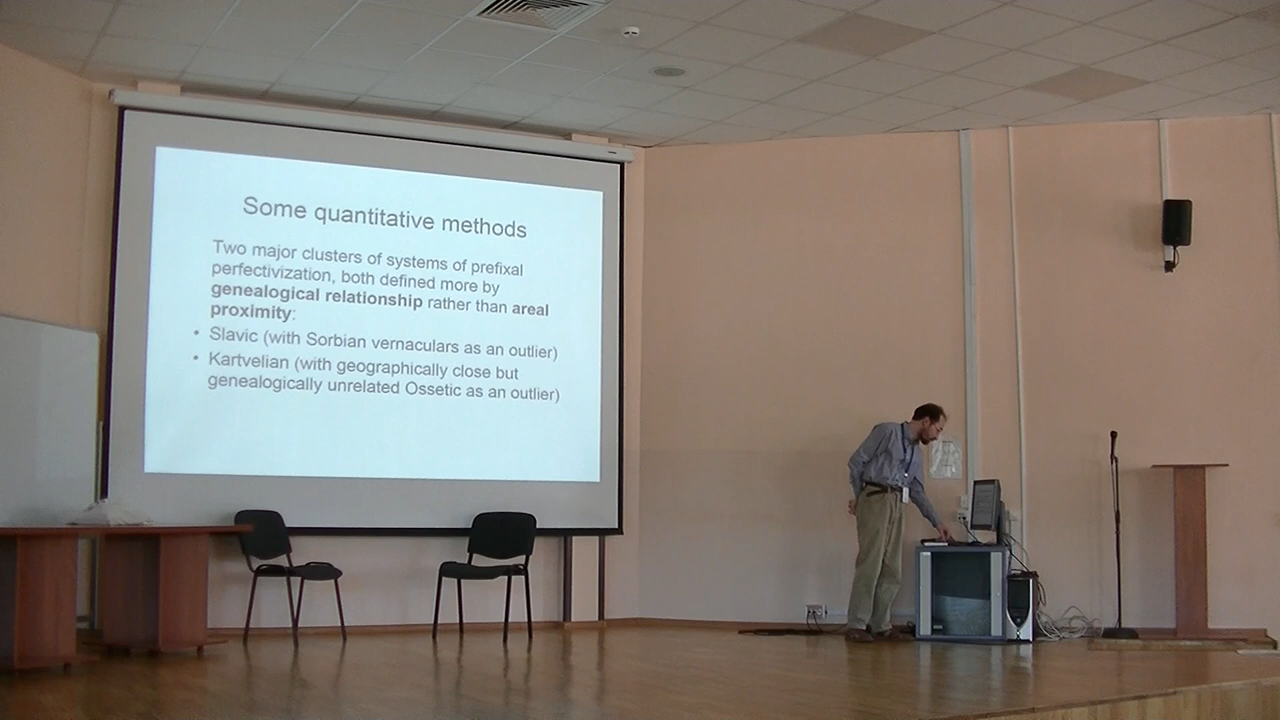 Some quantitative methods
Two major clusters of systems of prefixal
perfectivization, both defined more by
genealogical relationship rather than areal
proximity:
• Slavic (with Sorbian vernaculars as an outlier)
• Kartvelian (with geographically close but
genealogically unrelated Ossetic as an outlier)